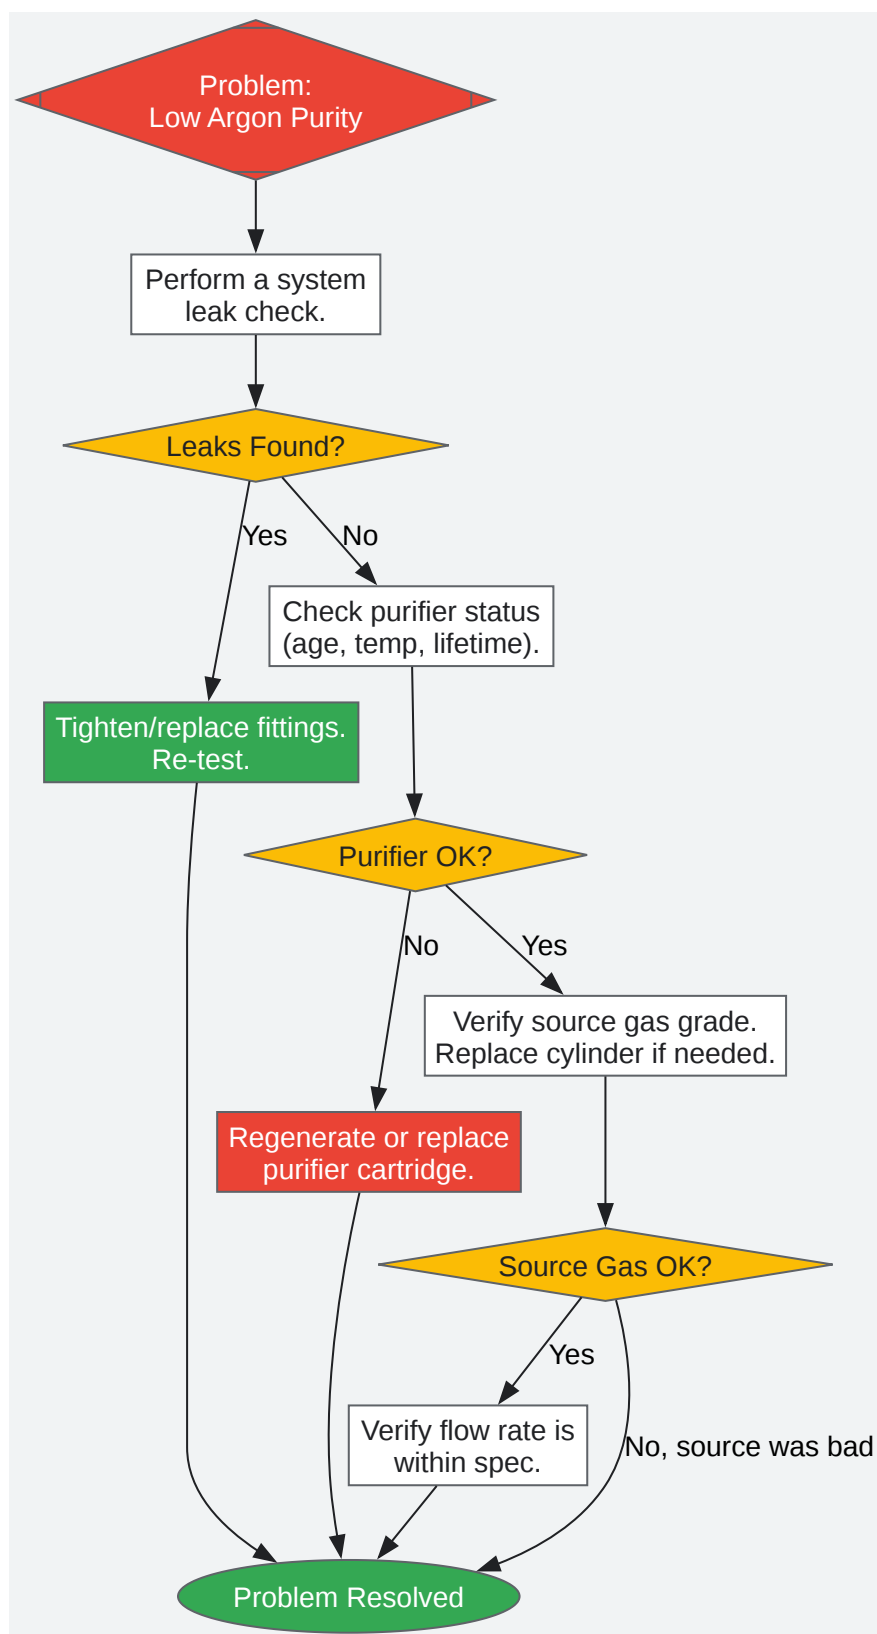 Problem:
Low Argon Purity
Perform a system
leak check.
Leaks Found?
Yes
No
Check purifier status
(age, temp, lifetime).
Tighten/replace fittings.
Re-test.
Purifier OK?
No
Yes
Verify source gas grade.
Replace cylinder if needed.
Regenerate or replace
purifier cartridge.
Source Gas OK?
Yes
Verify flow rate is
within spec.
No, source was bad
Problem Resolved